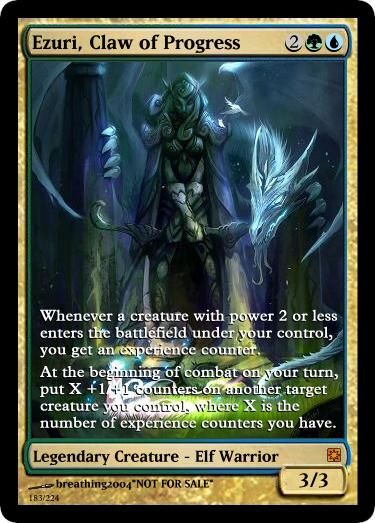 Ezuri, Claw of Progress 2
Whenever a creature with power 2 or less
enters the battlefield under your control,
you get an experience counter.
At the beginning of combat on your turn,
put X +1/+1 counters on another target
creature you control, where X is the
number of experience counters you have.
Legendary Creature - Elf Warrior
3/3
breathing2004"NOT FOR SALE"
183/224